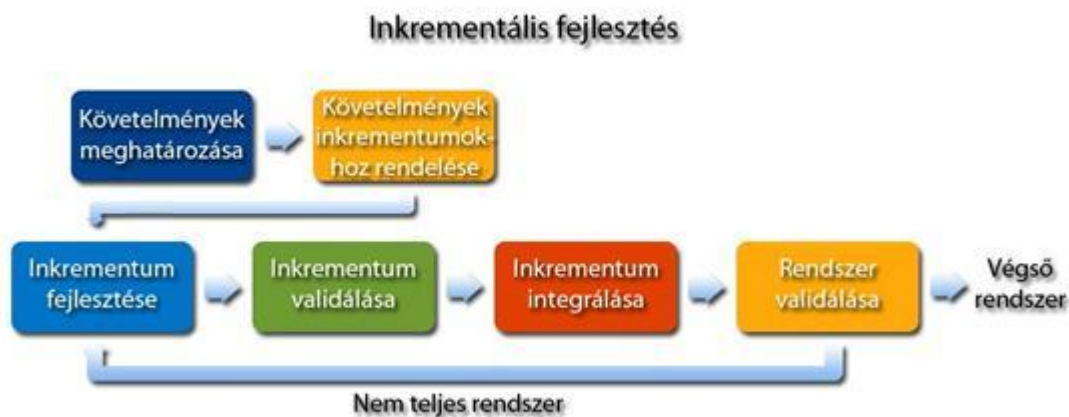 Inkrementális fejlesztés
Követelmények
meghatározása
Követelmények
inkrementumok-
hoz rendelése
Inkrementum
fejlesztése
Inkrementum
validálása
Inkrementum
integrálása
Rendszer
validálása
Végső
rendszer
Nem teljes rendszer